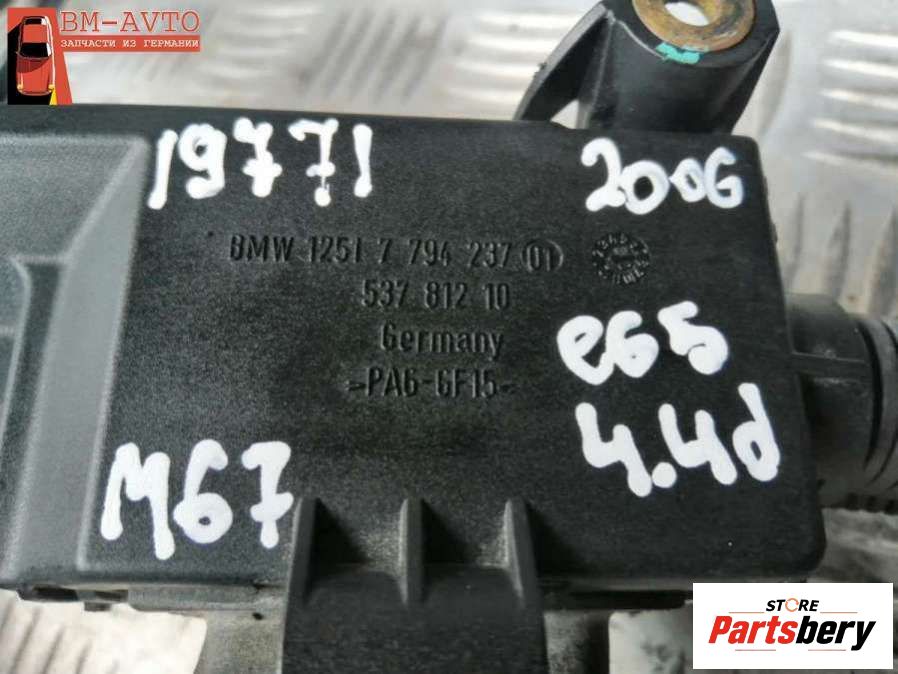 BM-AVTO
ЗАПЧАСТИ ИЗ ГЕРМАНИИ
19771
2006
BMW 1251 7 794 237 01
537 812 10
Germany
>PA6-GF15<
e65
4.4d
M67
STORE
Partsbery